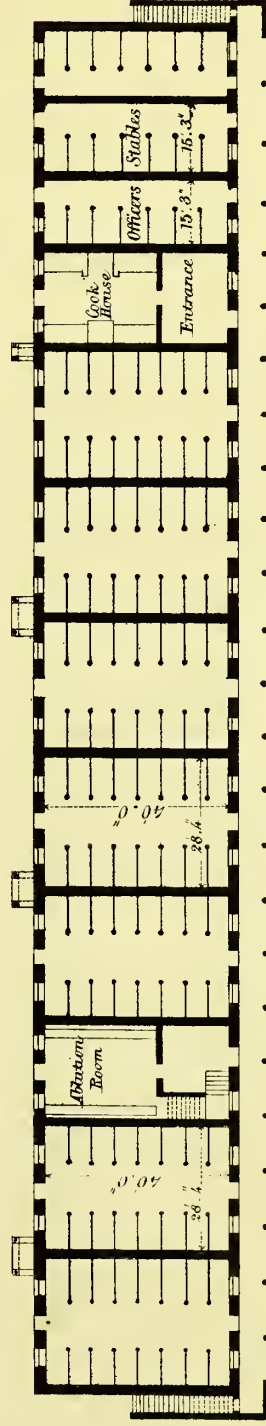 Stables
15'.3"
Officers
15'.3"
Cook
House
Entrance
40'.0"
28.4"
Ablution
Room
40'.0"
28.4"